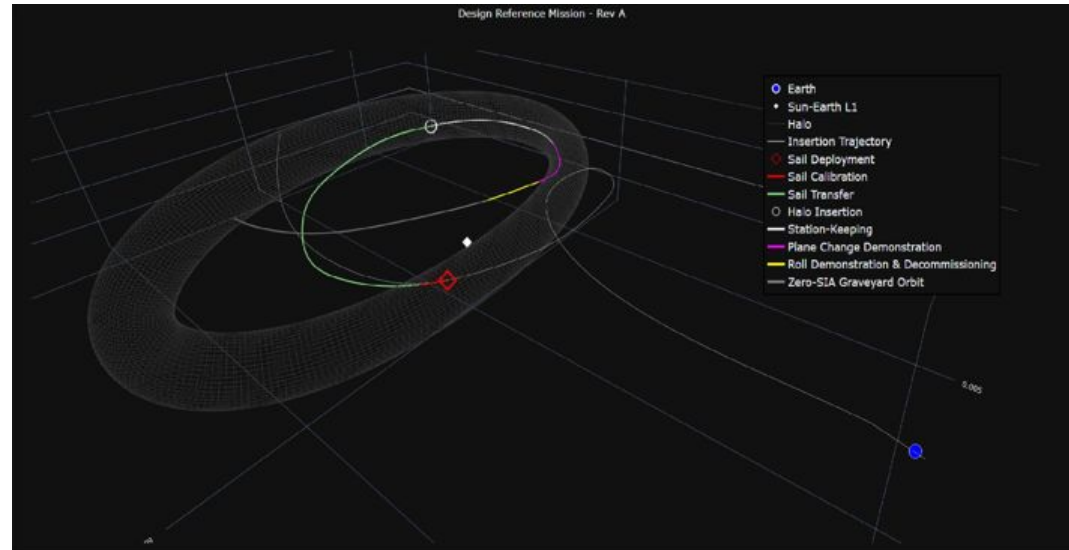 Design Reference Mission - Rev A
Earth
Sun-Earth L1
Halo
Insertion Trajectory
Sail Deployment
Sail Calibration
Sail Transfer
Halo Insertion
Station-Keeping
Plane Change Demonstration
Roll Demonstration & Decommissioning
Zero-SIA Graveyard Orbit
0.005